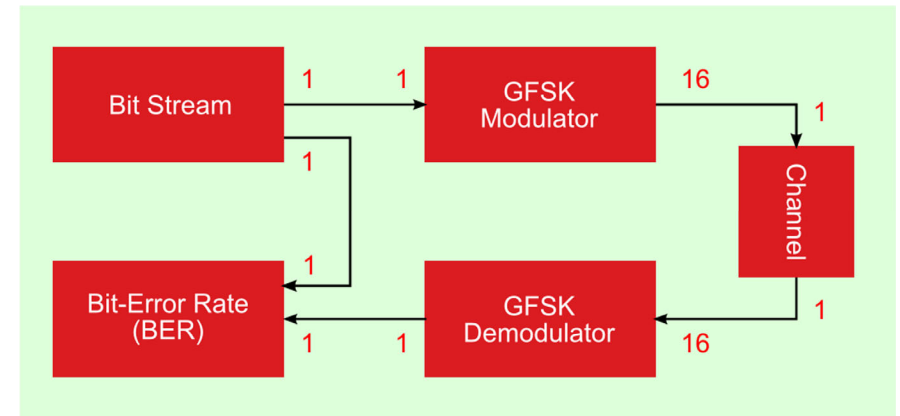 Bit Stream
1
1
GFSK
Modulator
16
1
1
Channel
1
Bit-Error Rate
(BER)
1
1
GFSK
Demodulator
16
1